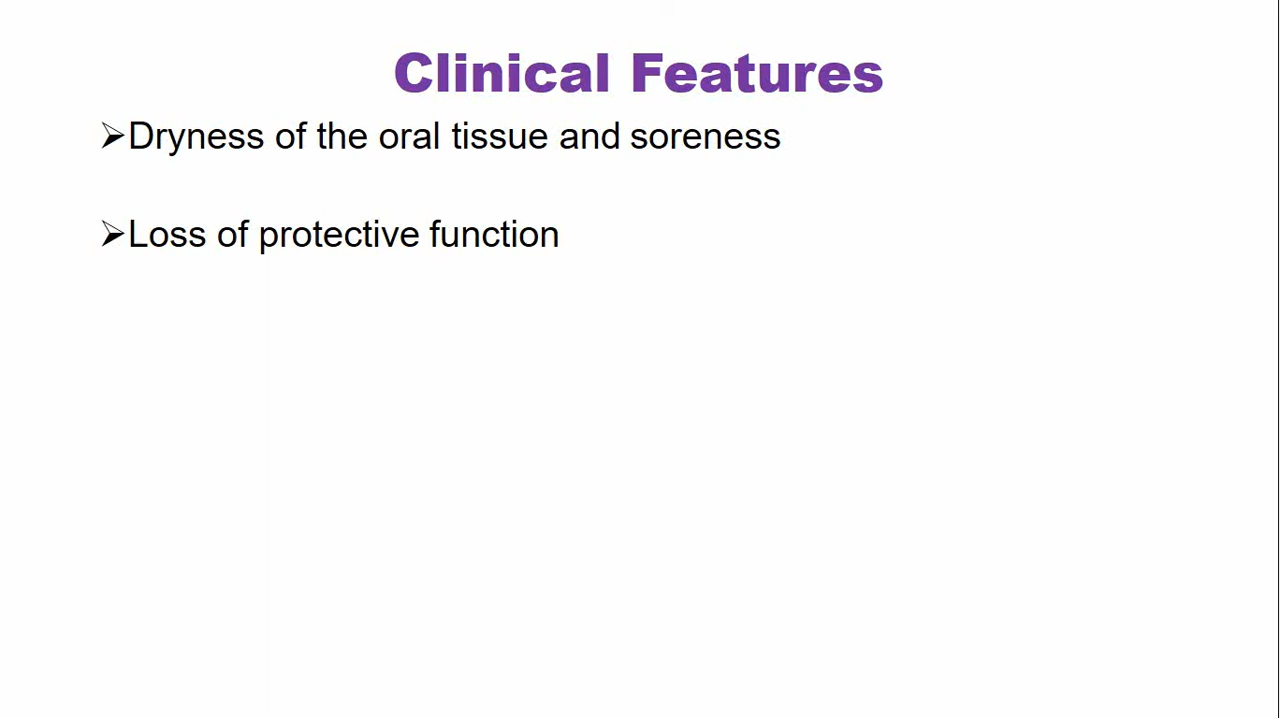 Clinical Features
➢Dryness of the oral tissue and soreness
➢Loss of protective function